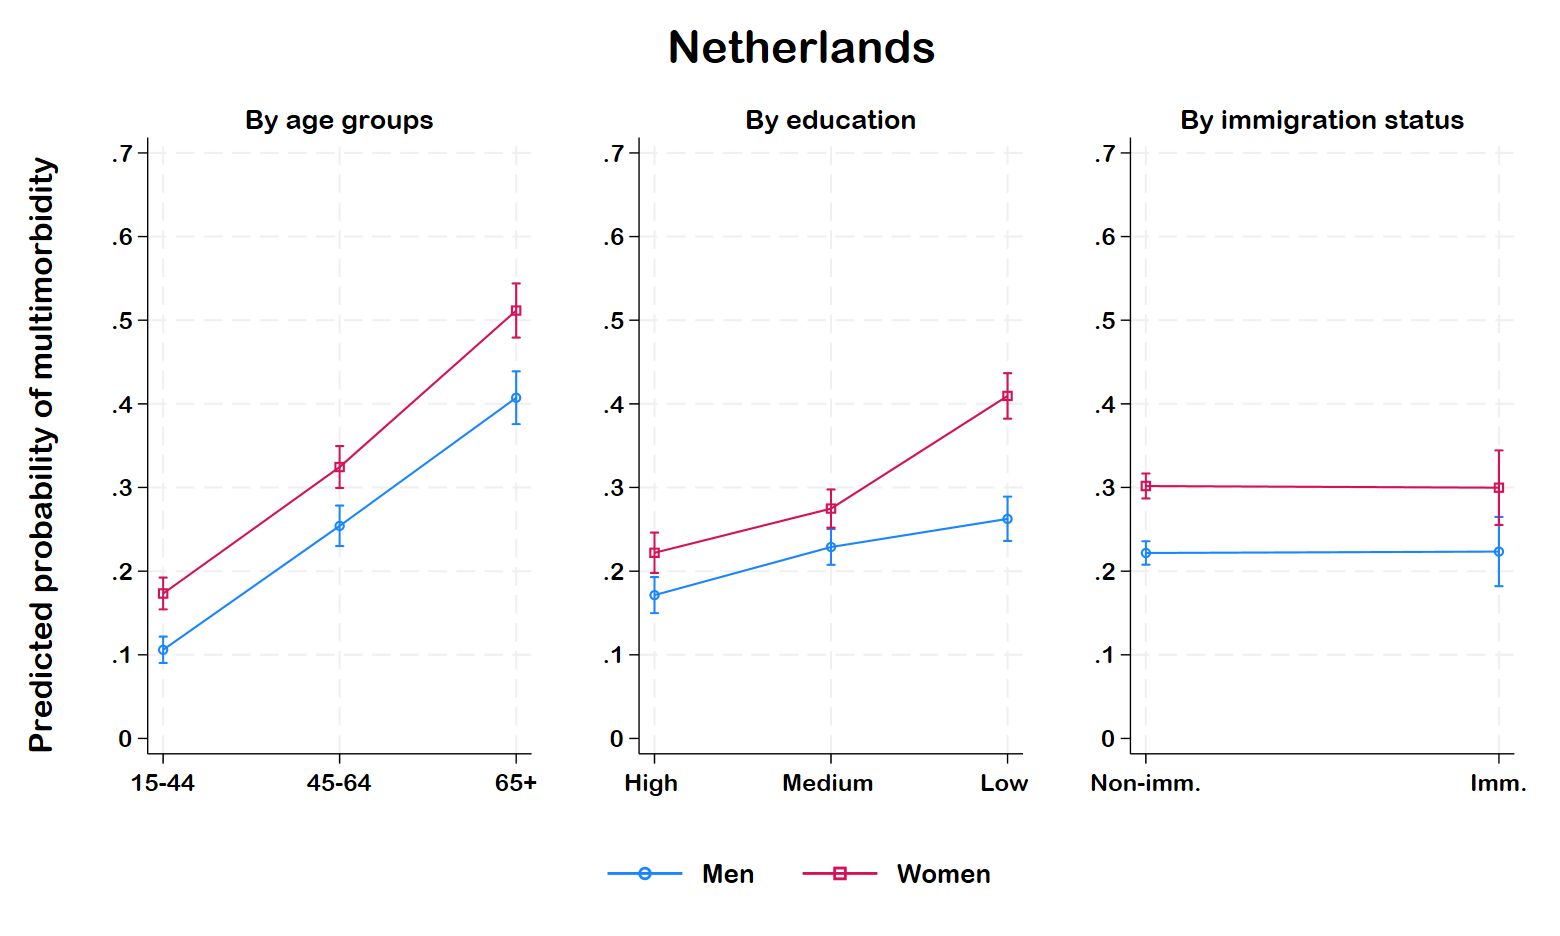 Netherlands
Predicted probability of multimorbidity
By age groups
.7
.6
.5
.4
.3
.2
.1
0
15-44 45-64 65+
By education
.7
.6
.5
.4
.3
.2
.1
0
High Medium Low
By immigration status
.7
.6
.5
.4
.3
.2
.1
0
Non-imm. Imm.
Men Women